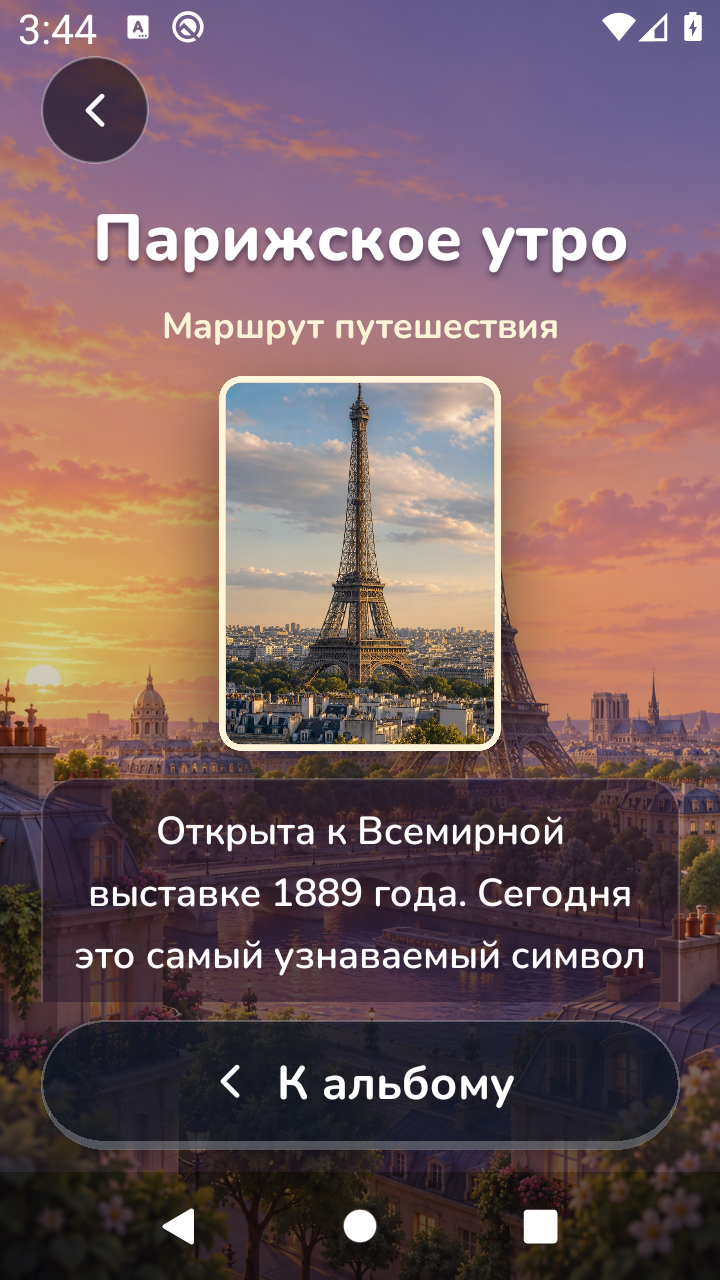 3:44
Парижское утро
Маршрут путешествия
Открыта к Всемирной
выставке 1889 года. Сегодня
это самый узнаваемый символ
К альбому